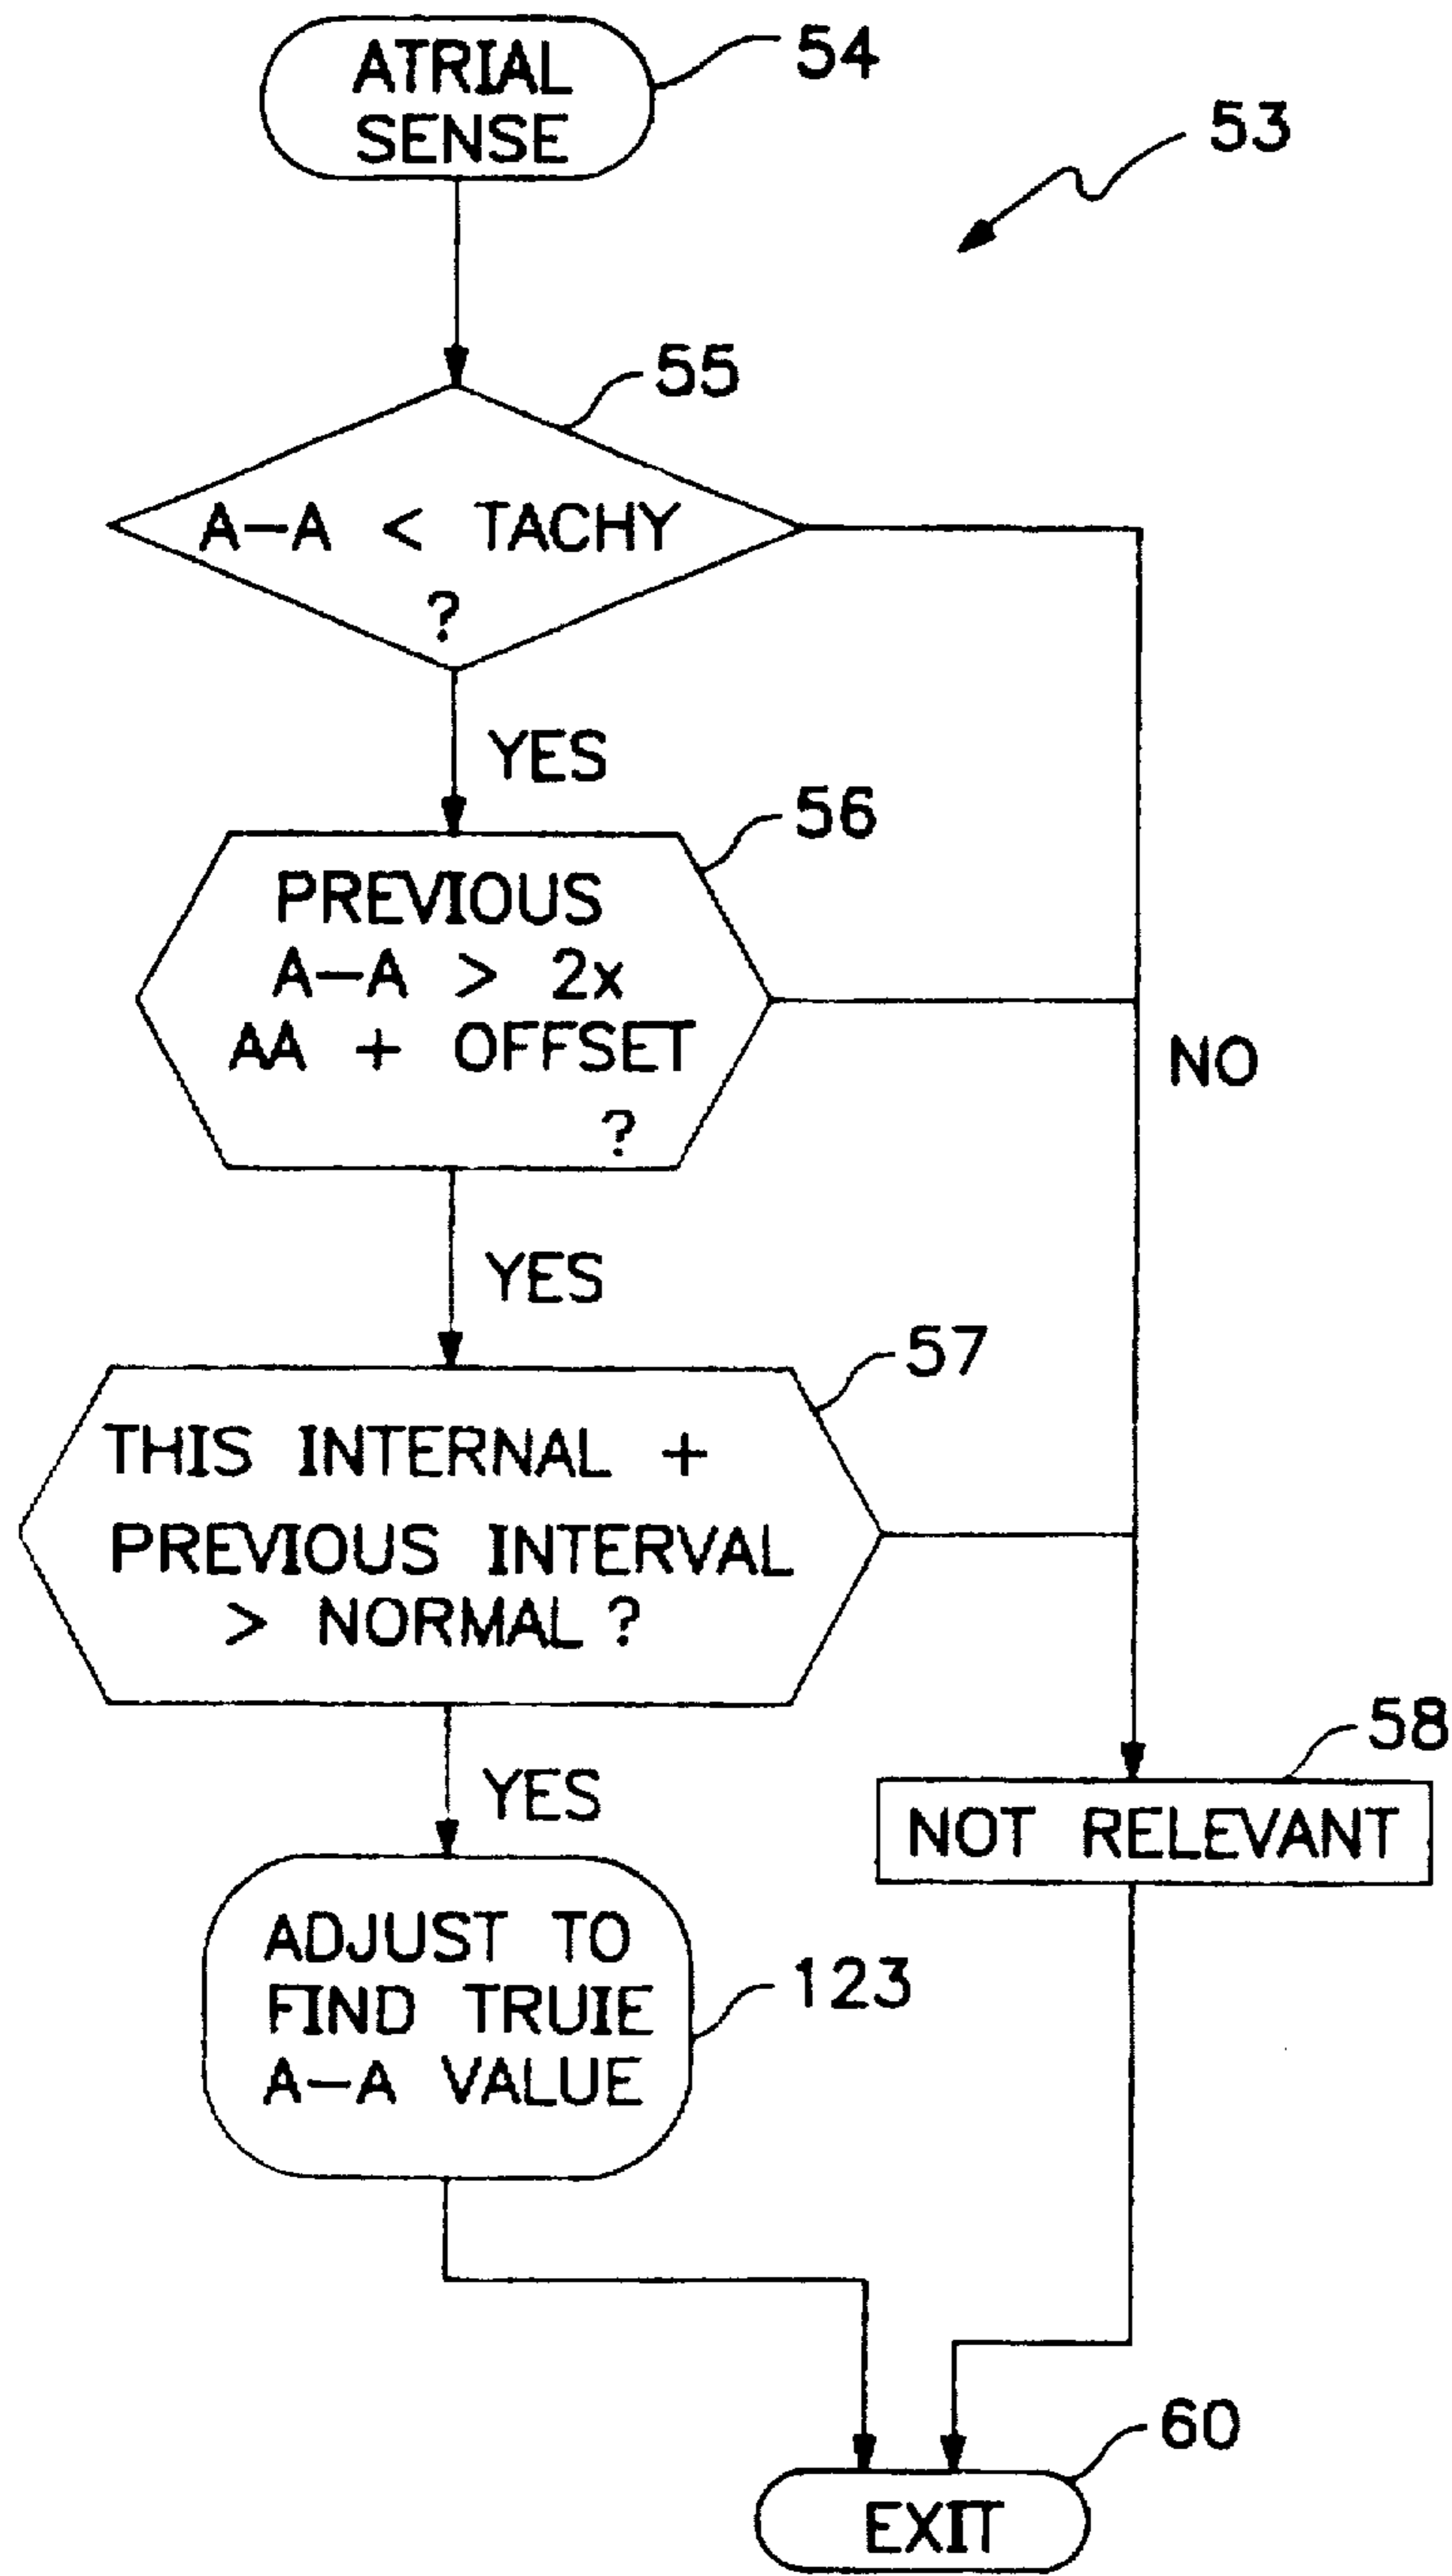 ATRIAL
SENSE
54
53
55
A-A < TACHY
?
YES
56
PREVIOUS
A-A > 2x
AA + OFFSET
?
NO
YES
57
THIS INTERNAL +
PREVIOUS INTERVAL
> NORMAL ?
YES
58
NOT RELEVANT
ADJUST TO
FIND TRUIE
A-A VALUE
123
60
EXIT